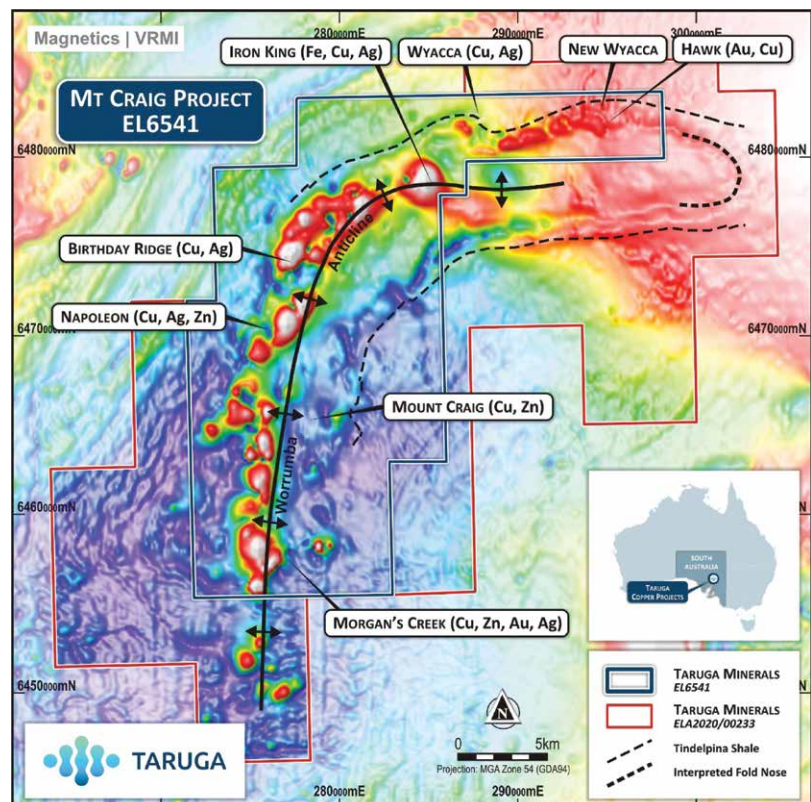 280000mE
290000mE
300000mE
Magnetics | VRMI
IRON KING (Fe, Cu, Ag)
WYACCA (Cu, Ag)
NEW WYACCA
HAWK (Au, Cu)
MT CRAIG PROJECT
EL6541
6480000mN
6480000mN
Anticline
BIRTHDAY RIDGE (Cu, Ag)
NAPOLEON (Cu, Ag, Zn)
6470000mN
6470000mN
MOUNT CRAIG (Cu, Zn)
Worrumba
6460000mN
SOUTH
AUSTRALIA
TARUGA
COPPER PROJECTS
MORGAN'S CREEK (Cu, Zn, Au, Ag)
6450000mN
TARUGA MINERALS
EL6541
TARUGA MINERALS
ELA2020/00233
Tindelpina Shale
Interpreted Fold Nose
N
0 5km
Projection: MGA Zone 54 (GDA94)
TARUGA
280000mE
290000mE